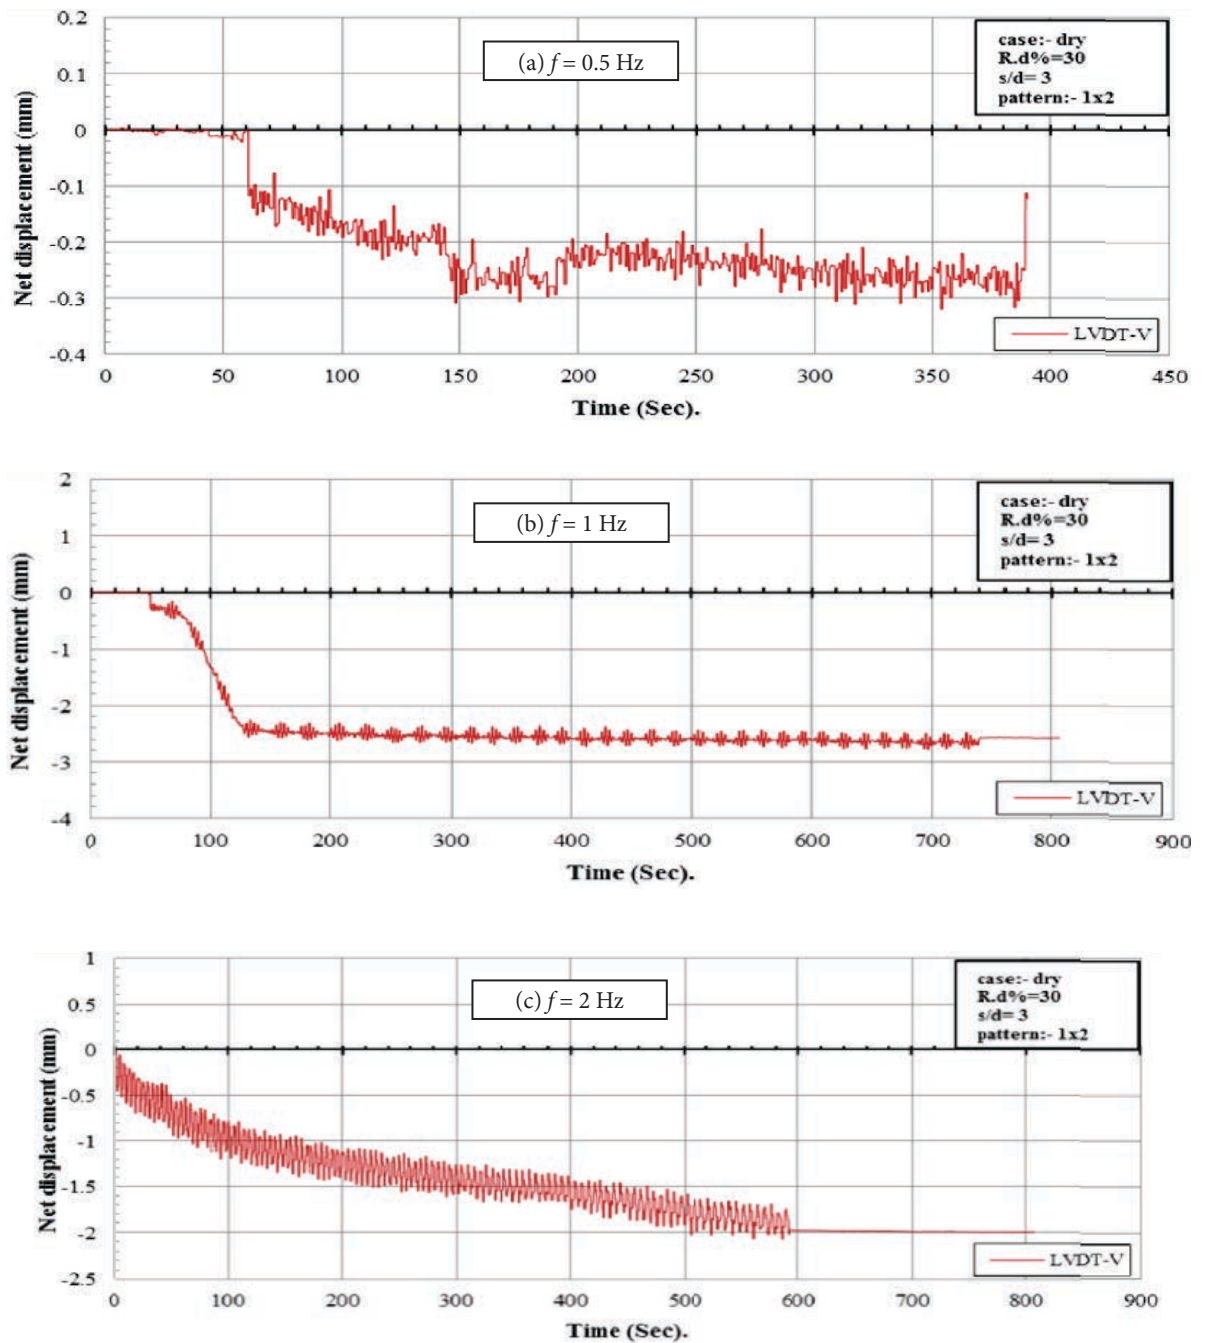 0.2
(a) f = 0.5 Hz
case:- dry
R.d%=30
s/d= 3
pattern:- 1x2
0.1
0
-0.1
-0.2
-0.3
-0.4
Net displacement (mm)
LVDT-V
0 50 100 150 200 250 300 350 400 450
Time (Sec).
2
(b) f = 1 Hz
case:- dry
R.d%=30
s/d= 3
pattern:- 1x2
1
0
-1
-2
-3
-4
Net displacement (mm)
LVDT-V
0 100 200 300 400 500 600 700 800 900
Time (Sec).
1
(c) f = 2 Hz
case:- dry
R.d%=30
s/d= 3
pattern:- 1x2
0.5
0
-0.5
-1
-1.5
-2
-2.5
Net displacement (mm)
LVDT-V
0 100 200 300 400 500 600 700 800 900
Time (Sec).